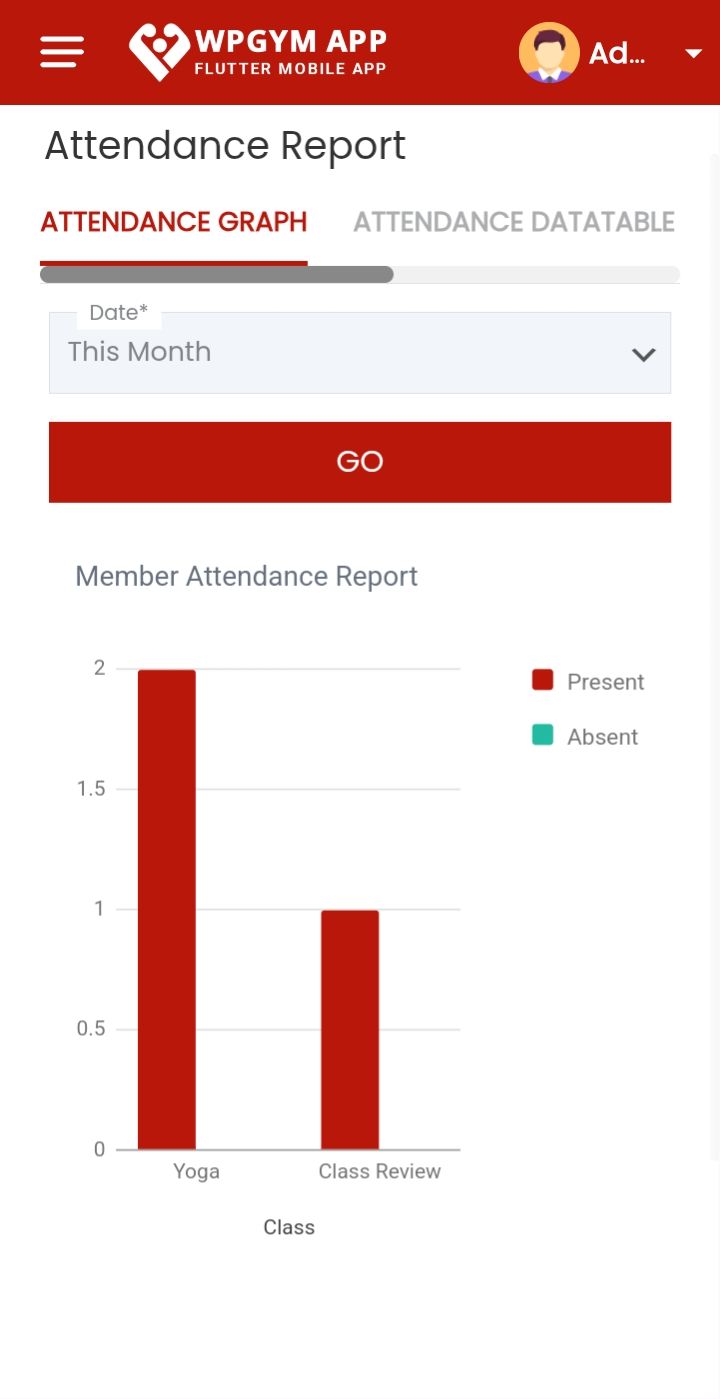 WPGYM APP
FLUTTER MOBILE APP
Ad...
Attendance Report
ATTENDANCE GRAPH
ATTENDANCE DATATABLE
Date*
This Month
GO
Member Attendance Report
2
1.5
1
0.5
0
Present
Absent
Yoga
Class Review
Class